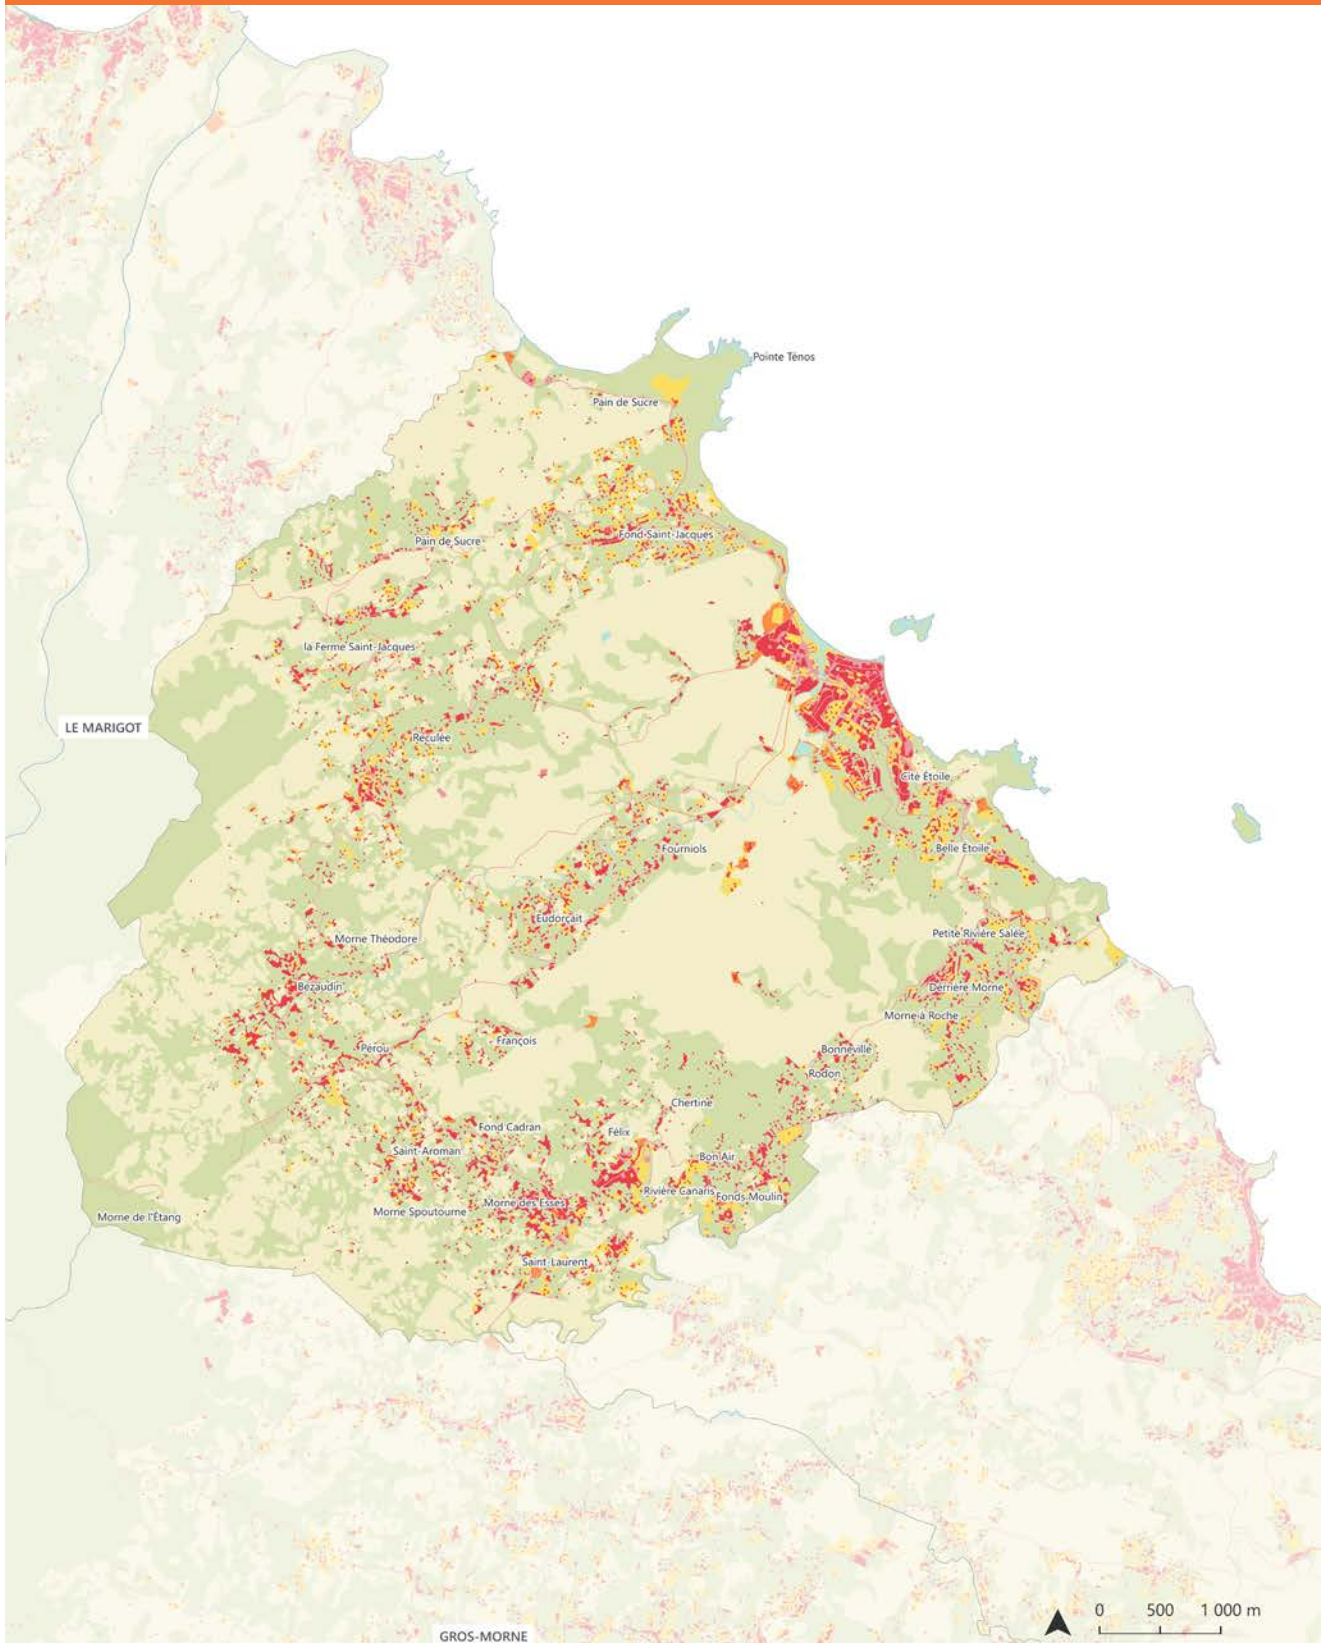 Pointe Ténos
Pain de Sucre
Fond Saint-Jacques
Pain de Sucre
la Ferme Saint-Jacques
LE MARIGOT
Reculée
Cité Étoile
Belle Étoile
Fourniols
Eudorçait
Petite Rivière Salée
Morne Théodore
Bézaudin
Derrière Morne
Morne à Roche
François
Pérou
Bonneville
Rodon
Chertine
Fond Cadran
Félix
Saint-Aroman
Bon Air
Rivière Canaris
Fonds Moulin
Morne des Esses
Morne Spoutourne
Morne de l'Étang
Saint-Laurent
0 500 1 000 m
GROS-MORNE